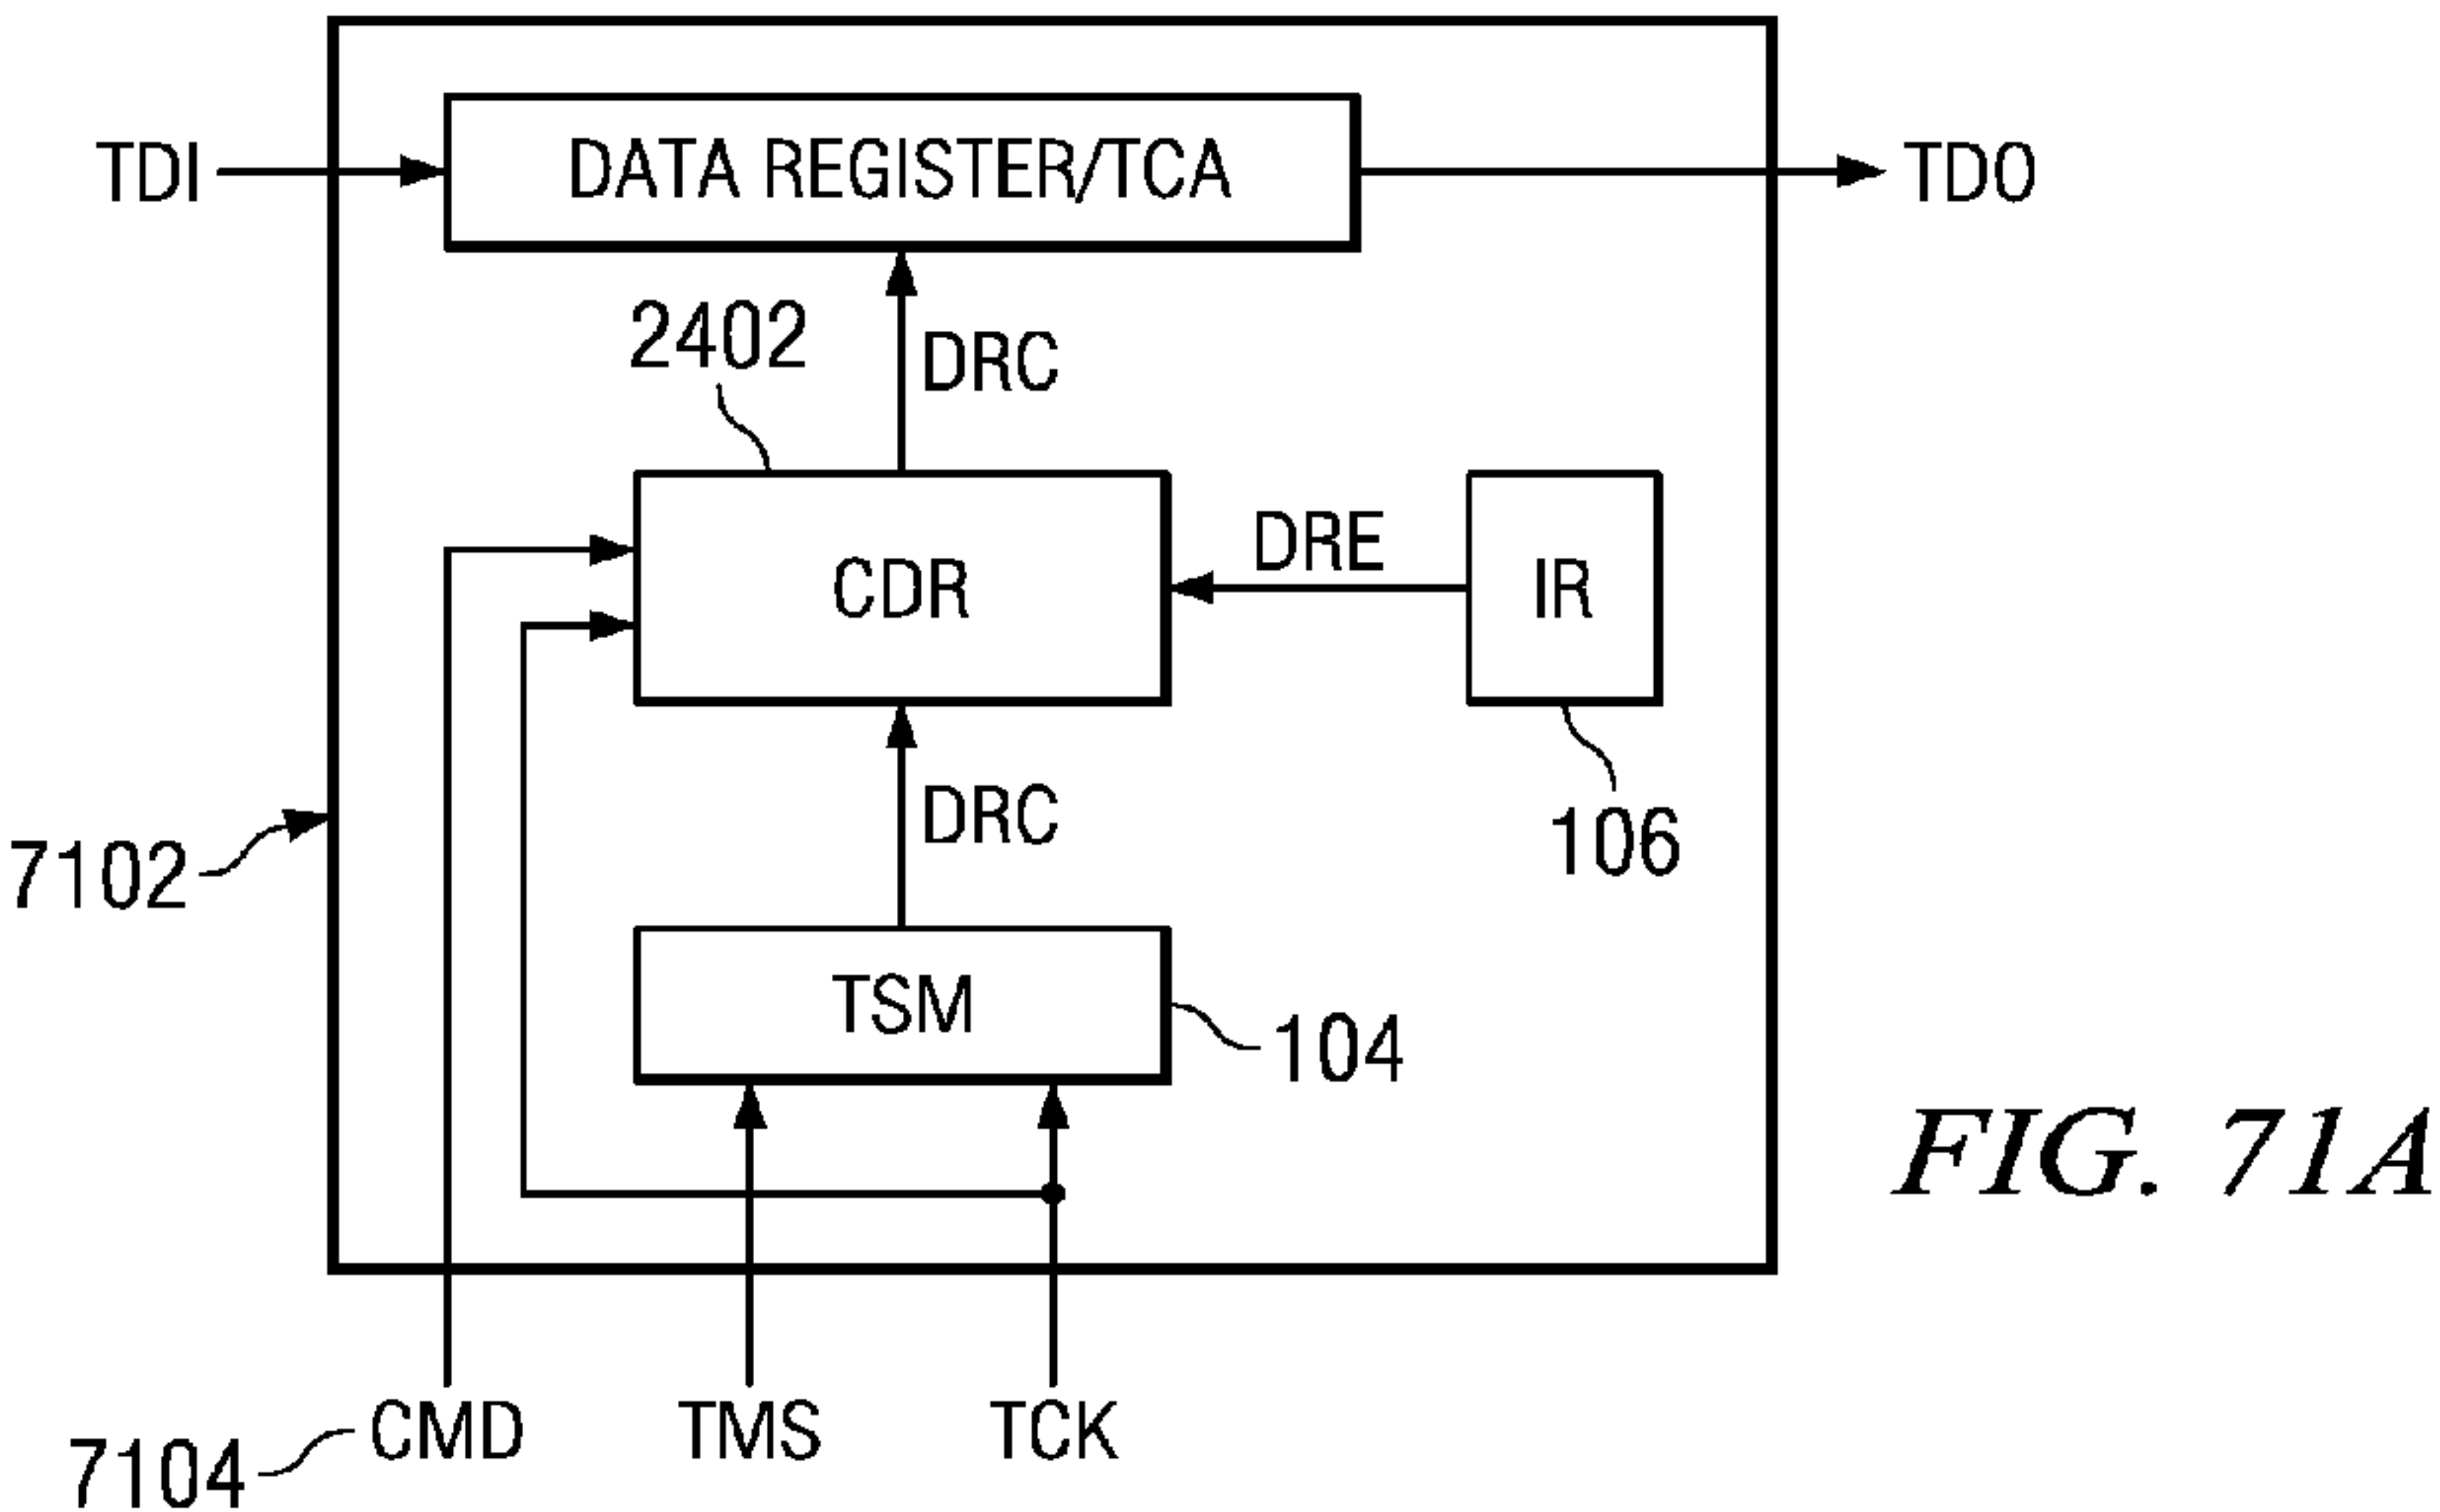 TDI
DATA REGISTER/TCA
TDO
2402
DRC
CDR
DRE
IR
DRC
7102
106
TSM
104
FIG. 71A
CMD
TMS
TCK
7104